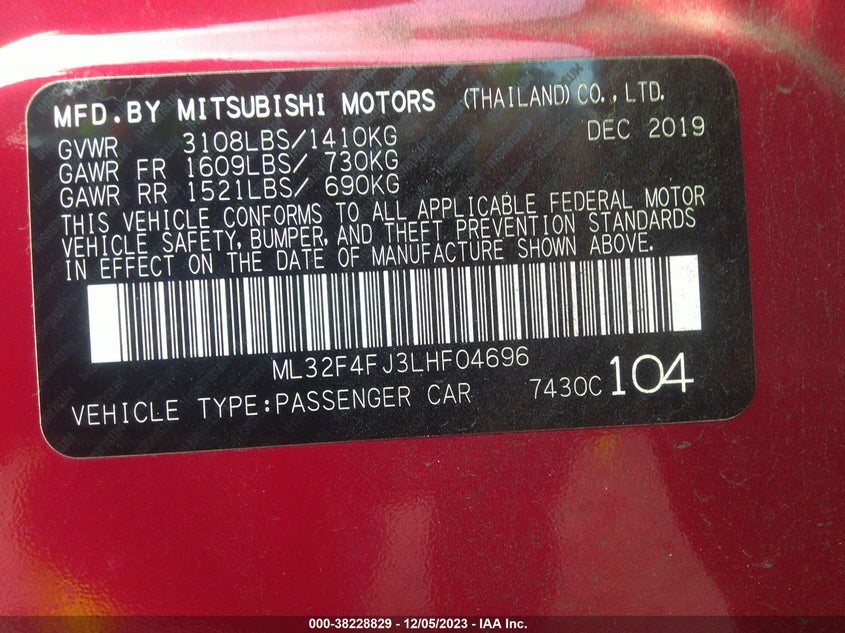 MFD.BY MITSUBISHI MOTORS (THAILAND) CO., LTD.
GVWR 3108LBS/1410KG DEC 2019
GAWR FR 1609LBS/ 730KG
GAWR RR 1521LBS/ 690KG
THIS VEHICLE CONFORMS TO ALL APPLICABLE FEDERAL MOTOR
VEHICLE SAFETY, BUMPER, AND THEFT PREVENTION STANDARDS
IN EFFECT ON THE DATE OF MANUFACTURE SHOWN ABOVE.
ML32F4FJ3LHF04696
VEHICLE TYPE:PASSENGER CAR 7430C 104
000-38228829 - 12/05/2023 - IAA Inc.